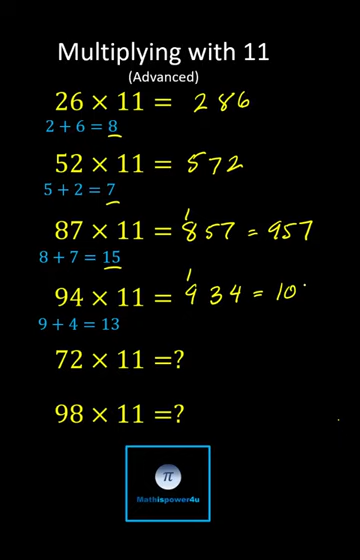 Multiplying with 11
(Advanced)
26 × 11 = 286
2 + 6 = 8
52 × 11 = 572
5 + 2 = 7
1
87 × 11 = 857 = 957
8 + 7 = 15
1
94 × 11 = 934 = 10
9 + 4 = 13
72 × 11 =?
98 × 11 =?
π
Mathispower4u